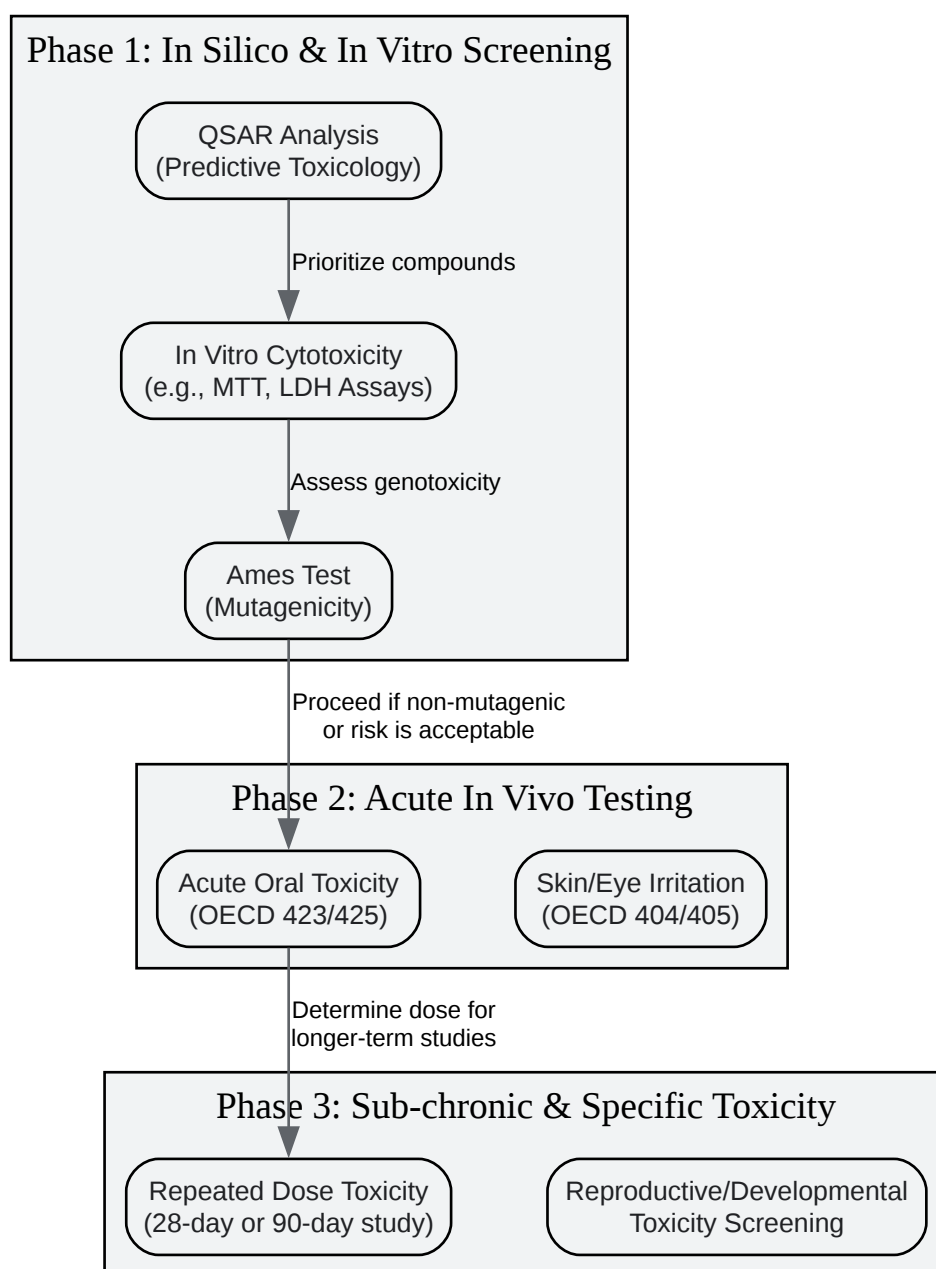 Phase 1: In Silico & In Vitro Screening
QSAR Analysis
(Predictive Toxicology)
Prioritize compounds
In Vitro Cytotoxicity
(e.g., MTT, LDH Assays)
Assess genotoxicity
Ames Test
(Mutagenicity)
Proceed if non-mutagenic
or risk is acceptable
Phase 2: Acute In Vivo Testing
Acute Oral Toxicity
(OECD 423/425)
Skin/Eye Irritation
(OECD 404/405)
Determine dose for
longer-term studies
Phase 3: Sub-chronic & Specific Toxicity
Repeated Dose Toxicity
(28-day or 90-day study)
Reproductive/Developmental
Toxicity Screening